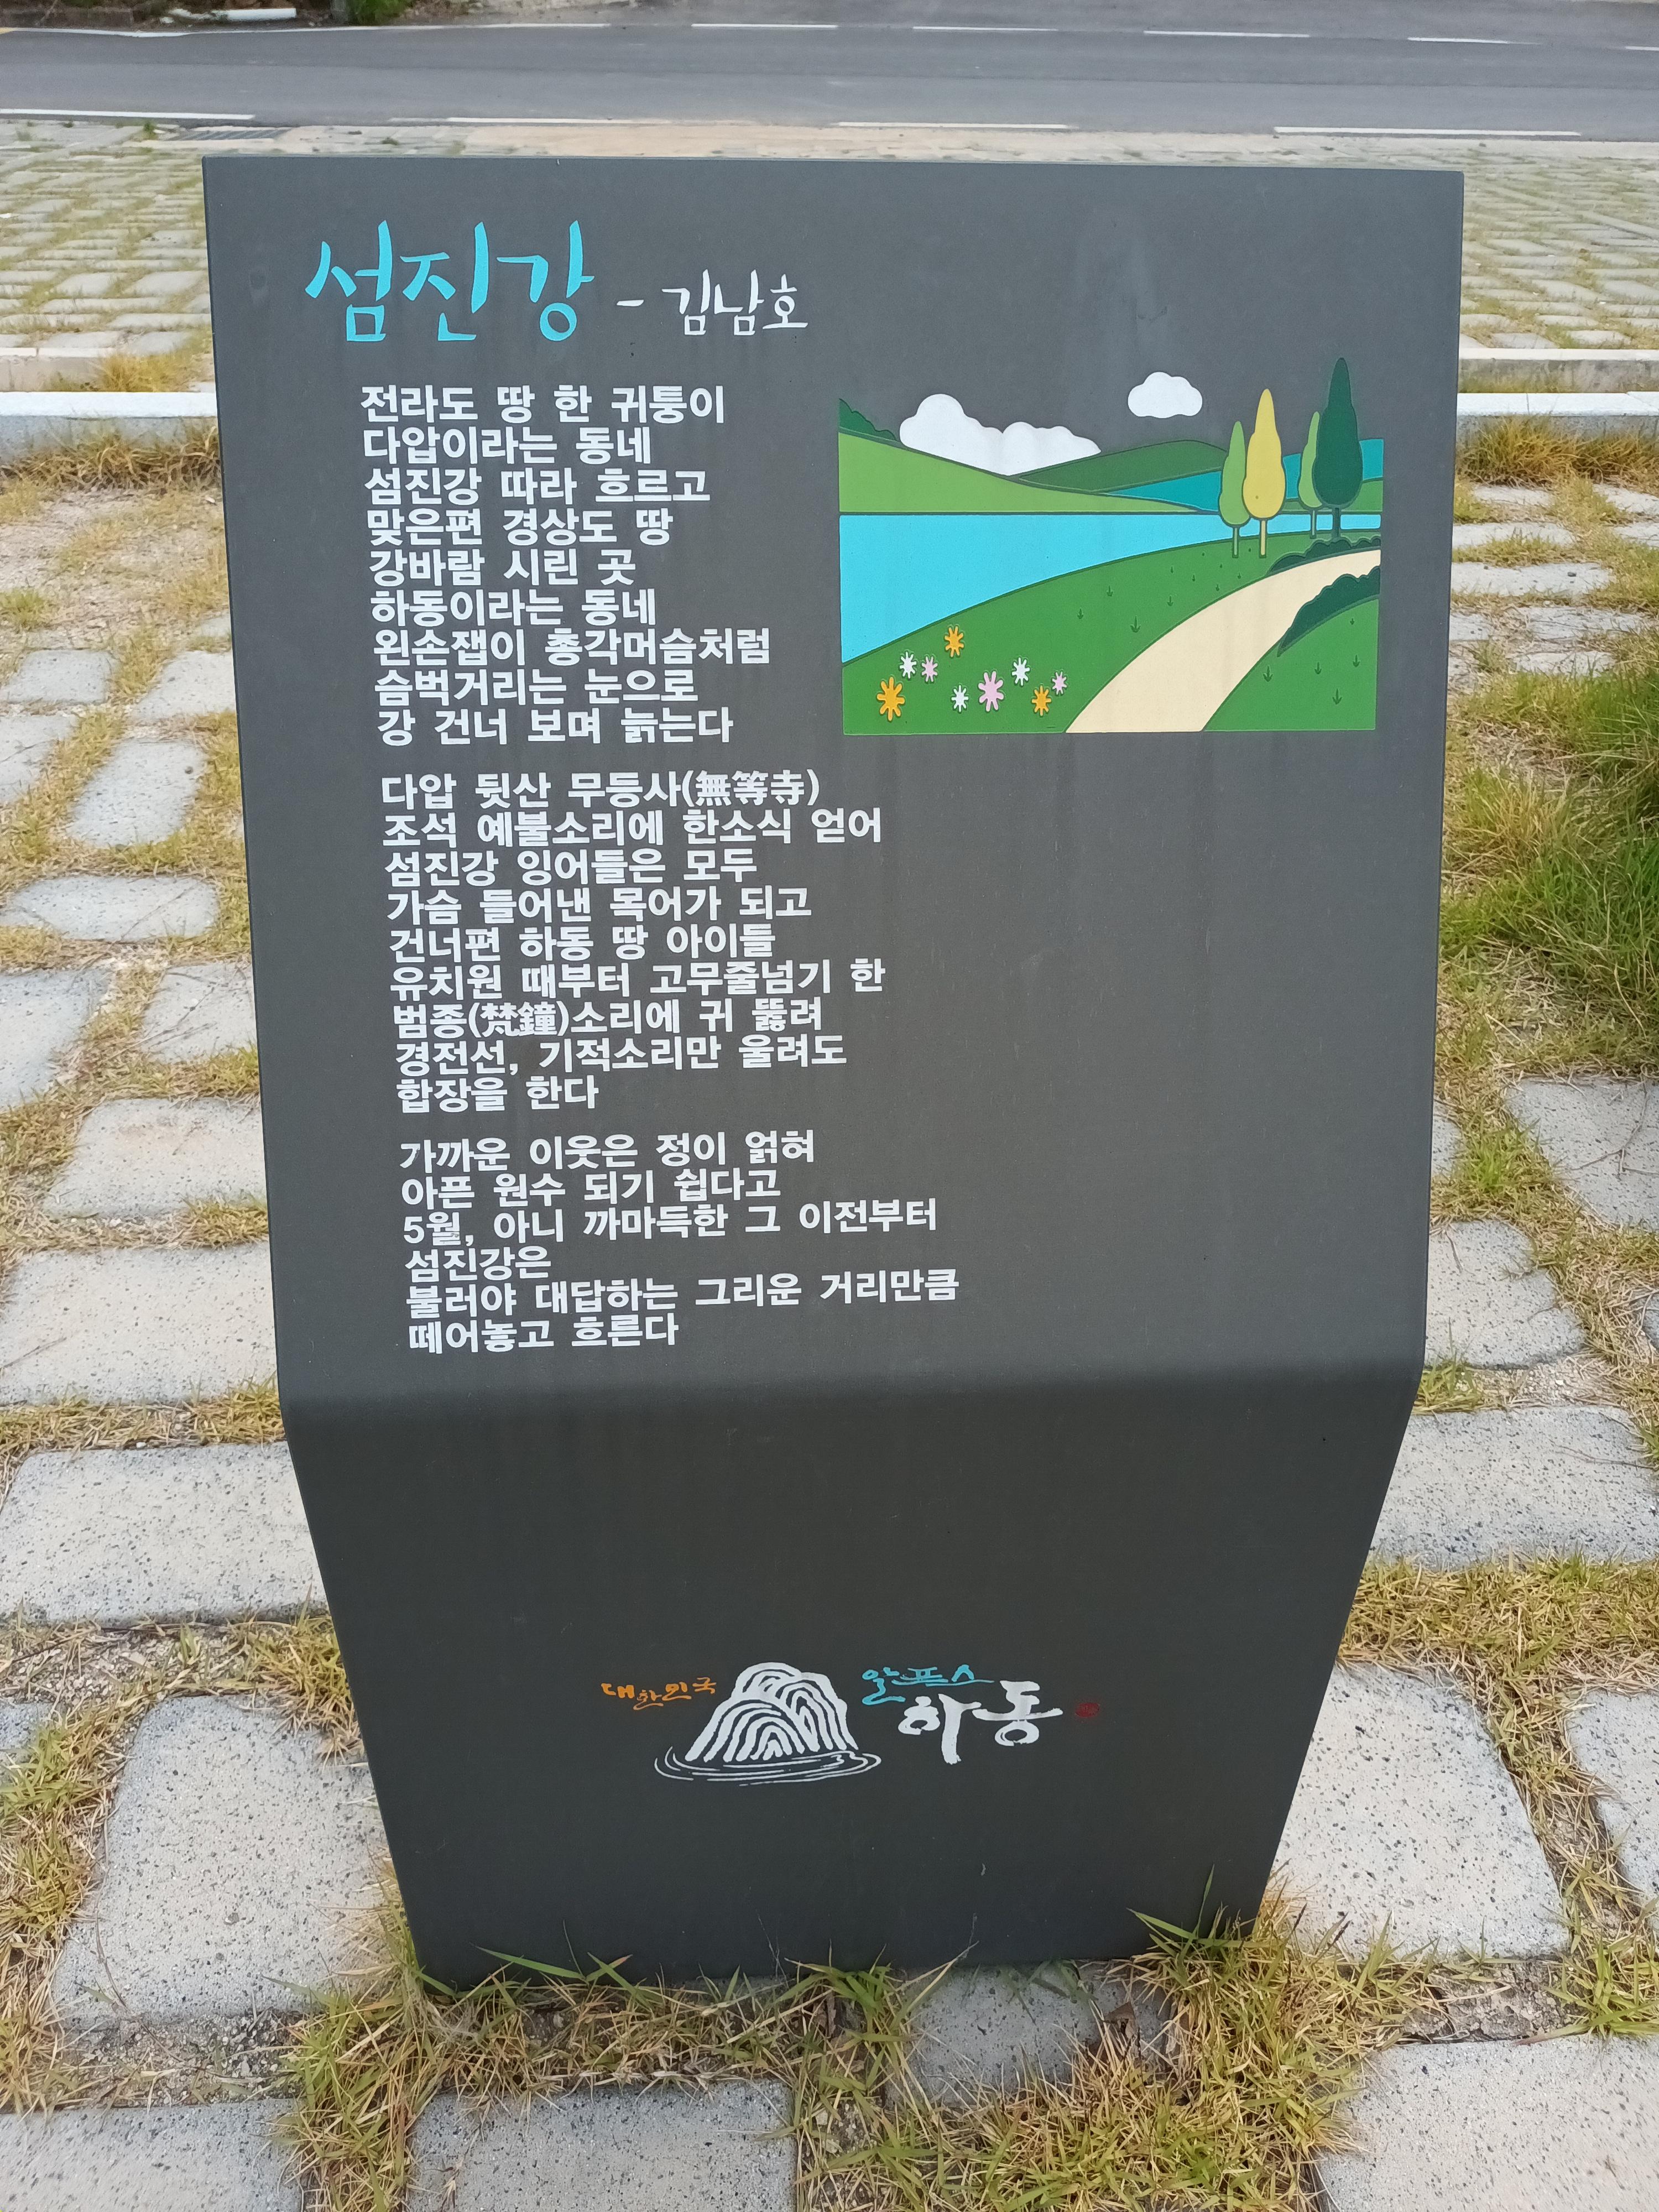 섬진강 - 김남호
전라도 땅 한 귀퉁이
다압이라는 동네
섬진강 따라 흐르고
맞은편 경상도 땅
강바람 시린 곳
하동이라는 동네
왼손잽이 총각머슴처럼
슴벅거리는 눈으로
강 건너 보며 늙는다
다압 뒷산 무등사(無等寺)
조석 예불소리에 한소식 얻어
섬진강 잉어들은 모두
가슴 들어낸 목어가 되고
건너편 하동 땅 아이들
유치원 때부터 고무줄넘기 한
범종(梵鐘)소리에 귀 뚫려
경전선, 기적소리만 울려도
합장을 한다
가까운 이웃은 정이 얽혀
아픈 원수 되기 쉽다고
5월, 아니 까마득한 그 이전부터
섬진강은
불러야 대답하는 그리운 거리만큼
떼어놓고 흐른다
대한민국 알프스
하동